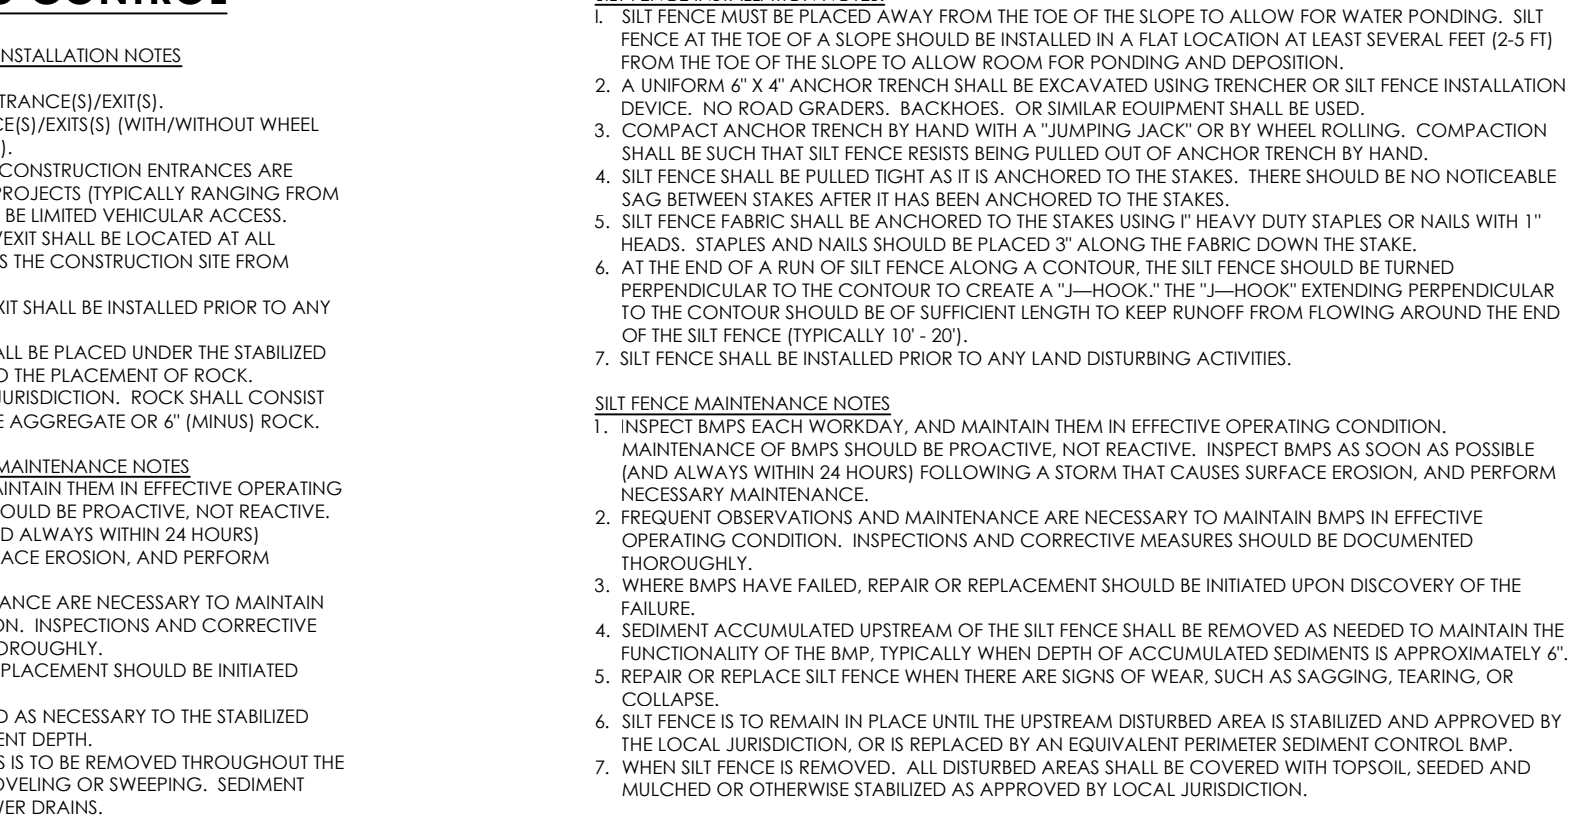 CONTROL
NSTALLATION NOTES
TRANCE(S)/EXIT(S).
CE(S)/EXITS(S) (WITH/WITHOUT WHEEL
).
CONSTRUCTION ENTRANCES ARE
PROJECTS (TYPICALLY RANGING FROM
BE LIMITED VEHICULAR ACCESS.
/EXIT SHALL BE LOCATED AT ALL
S THE CONSTRUCTION SITE FROM
XIT SHALL BE INSTALLED PRIOR TO ANY
ALL BE PLACED UNDER THE STABILIZED
O THE PLACEMENT OF ROCK.
JURISDICTION.  ROCK SHALL CONSIST
E AGGREGATE OR 6" (MINUS) ROCK.
MAINTENANCE NOTES
AINTAIN THEM IN EFFECTIVE OPERATING
OULD BE PROACTIVE, NOT REACTIVE.
D ALWAYS WITHIN 24 HOURS)
ACE EROSION, AND PERFORM
ANCE ARE NECESSARY TO MAINTAIN
ON.  INSPECTIONS AND CORRECTIVE
OROUGHLY.
PLACEMENT SHOULD BE INITIATED
D AS NECESSARY TO THE STABILIZED
ENT DEPTH.
S IS TO BE REMOVED THROUGHOUT THE
OVELING OR SWEEPING.  SEDIMENT
WER DRAINS.
SILT FENCE INSTALLATION NOTES:
I. SILT FENCE MUST BE PLACED AWAY FROM THE TOE OF THE SLOPE TO ALLOW FOR WATER PONDING.  SILT
FENCE AT THE TOE OF A SLOPE SHOULD BE INSTALLED IN A FLAT LOCATION AT LEAST SEVERAL FEET (2-5 FT)
FROM THE TOE OF THE SLOPE TO ALLOW ROOM FOR PONDING AND DEPOSITION.
2. A UNIFORM 6" X 4" ANCHOR TRENCH SHALL BE EXCAVATED USING TRENCHER OR SILT FENCE INSTALLATION
DEVICE.  NO ROAD GRADERS.  BACKHOES.  OR SIMILAR EOUIPMENT SHALL BE USED.
3. COMPACT ANCHOR TRENCH BY HAND WITH A "JUMPING JACK" OR BY WHEEL ROLLING.  COMPACTION
SHALL BE SUCH THAT SILT FENCE RESISTS BEING PULLED OUT OF ANCHOR TRENCH BY HAND.
4. SILT FENCE SHALL BE PULLED TIGHT AS IT IS ANCHORED TO THE STAKES.  THERE SHOULD BE NO NOTICEABLE
SAG BETWEEN STAKES AFTER IT HAS BEEN ANCHORED TO THE STAKES.
5. SILT FENCE FABRIC SHALL BE ANCHORED TO THE STAKES USING I" HEAVY DUTY STAPLES OR NAILS WITH 1"
HEADS.  STAPLES AND NAILS SHOULD BE PLACED 3" ALONG THE FABRIC DOWN THE STAKE.
6. AT THE END OF A RUN OF SILT FENCE ALONG A CONTOUR, THE SILT FENCE SHOULD BE TURNED
PERPENDICULAR TO THE CONTOUR TO CREATE A "J—HOOK." THE "J—HOOK" EXTENDING PERPENDICULAR
TO THE CONTOUR SHOULD BE OF SUFFICIENT LENGTH TO KEEP RUNOFF FROM FLOWING AROUND THE END
OF THE SILT FENCE (TYPICALLY 10' - 20').
7. SILT FENCE SHALL BE INSTALLED PRIOR TO ANY LAND DISTURBING ACTIVITIES.
SILT FENCE MAINTENANCE NOTES
1. INSPECT BMPS EACH WORKDAY, AND MAINTAIN THEM IN EFFECTIVE OPERATING CONDITION.
MAINTENANCE OF BMPS SHOULD BE PROACTIVE, NOT REACTIVE.  INSPECT BMPS AS SOON AS POSSIBLE
(AND ALWAYS WITHIN 24 HOURS) FOLLOWING A STORM THAT CAUSES SURFACE EROSION, AND PERFORM
NECESSARY MAINTENANCE.
2. FREQUENT OBSERVATIONS AND MAINTENANCE ARE NECESSARY TO MAINTAIN BMPS IN EFFECTIVE
OPERATING CONDITION.  INSPECTIONS AND CORRECTIVE MEASURES SHOULD BE DOCUMENTED
THOROUGHLY.
3. WHERE BMPS HAVE FAILED, REPAIR OR REPLACEMENT SHOULD BE INITIATED UPON DISCOVERY OF THE
FAILURE.
4. SEDIMENT ACCUMULATED UPSTREAM OF THE SILT FENCE SHALL BE REMOVED AS NEEDED TO MAINTAIN THE
FUNCTIONALITY OF THE BMP, TYPICALLY WHEN DEPTH OF ACCUMULATED SEDIMENTS IS APPROXIMATELY 6".
5. REPAIR OR REPLACE SILT FENCE WHEN THERE ARE SIGNS OF WEAR, SUCH AS SAGGING, TEARING, OR
COLLAPSE.
6. SILT FENCE IS TO REMAIN IN PLACE UNTIL THE UPSTREAM DISTURBED AREA IS STABILIZED AND APPROVED BY
THE LOCAL JURISDICTION, OR IS REPLACED BY AN EQUIVALENT PERIMETER SEDIMENT CONTROL BMP.
7. WHEN SILT FENCE IS REMOVED.  ALL DISTURBED AREAS SHALL BE COVERED WITH TOPSOIL, SEEDED AND
MULCHED OR OTHERWISE STABILIZED AS APPROVED BY LOCAL JURISDICTION.